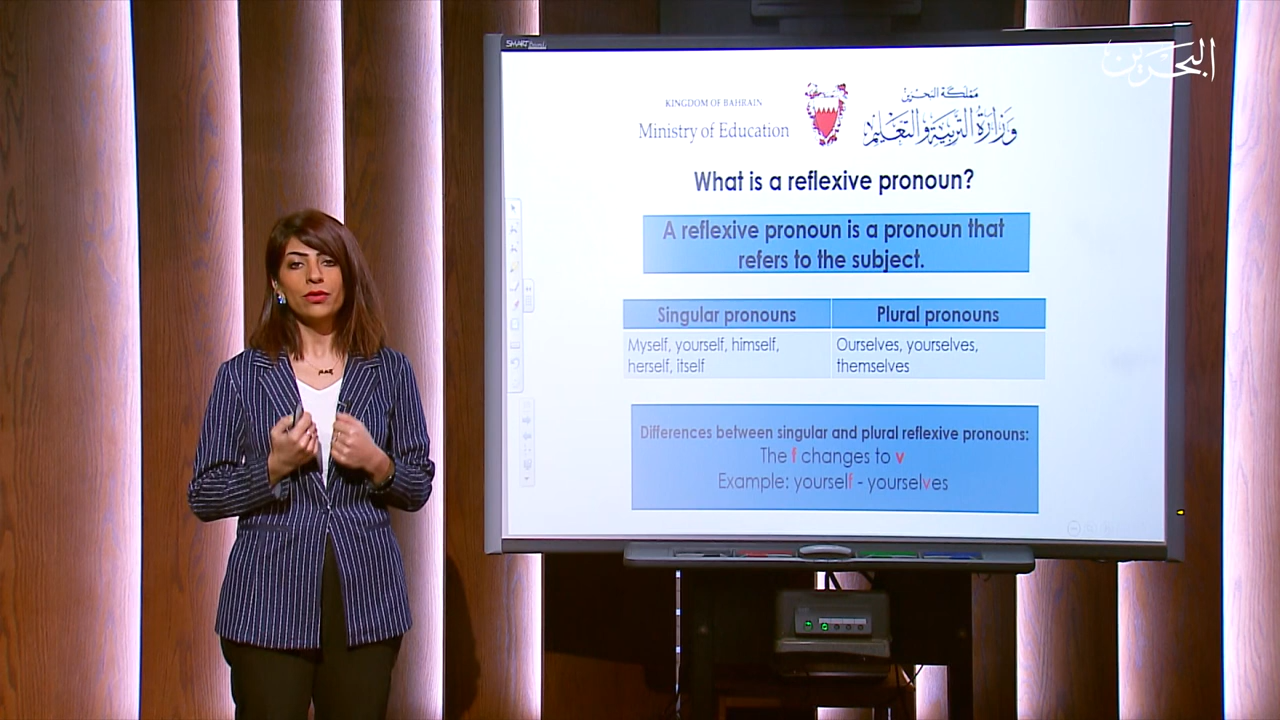 SMART
البحرين
KINGDOM OF BAHRAIN
Ministry of Education
مملكة البحرين
وزارة التربية والتعليم
What is a reflexive pronoun?
A reflexive pronoun is a pronoun that
refers to the subject.
Singular pronouns
Plural pronouns
Myself, yourself, himself,
herself, itself
Ourselves, yourselves,
themselves
Differences between singular and plural reflexive pronouns:
The f changes to v
Example: yourself - yourselves